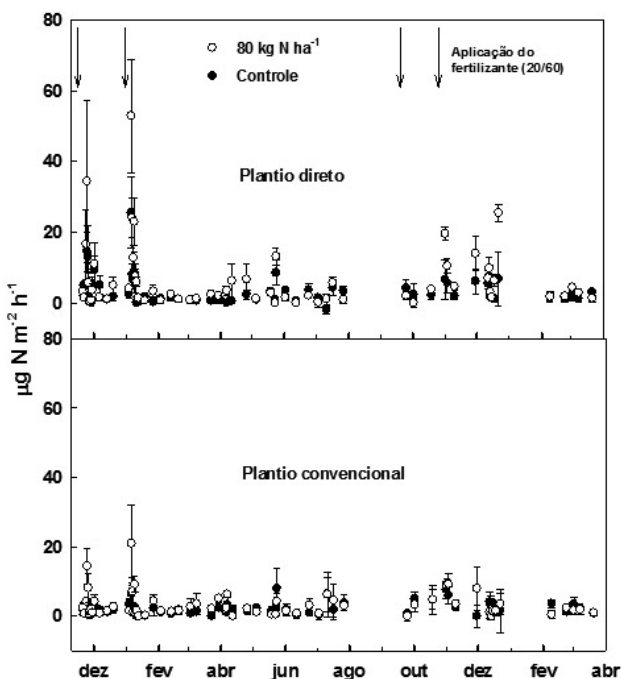 80
80 kg N ha⁻¹
Aplicação do
Controle
fertilizante (20/60)
60
40
Plantio direto
20
0
µg N m⁻² h⁻¹
80
60
40
Plantio convencional
20
0
dez fev abr jun ago out dez fev abr